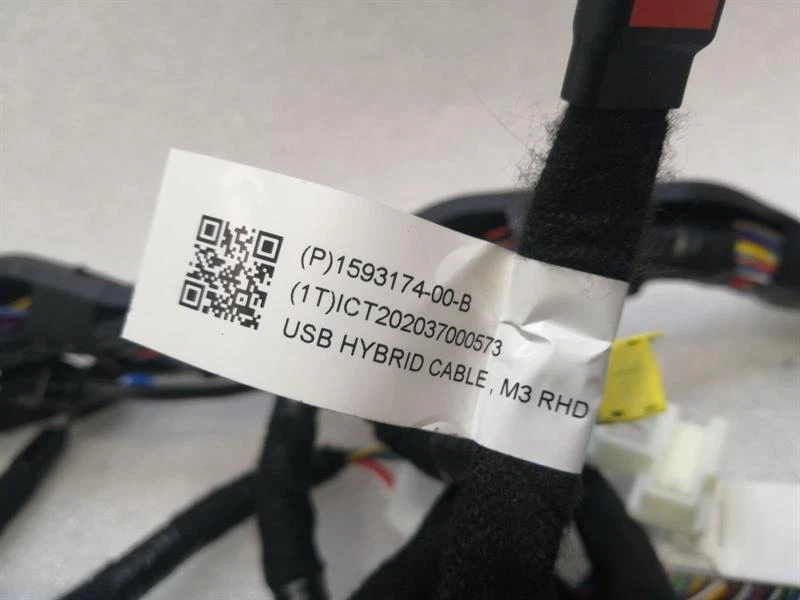 (P)1593174-00-B
(1T)ICT202037000573
USB HYBRID CABLE , M3 RHD